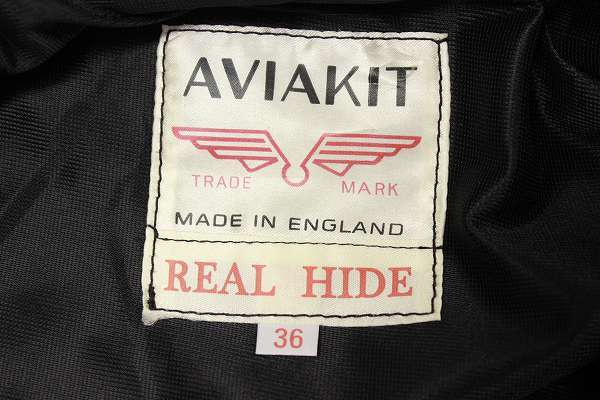 AVIAKIT
TRADE MARK
MADE IN ENGLAND
REAL HIDE
36